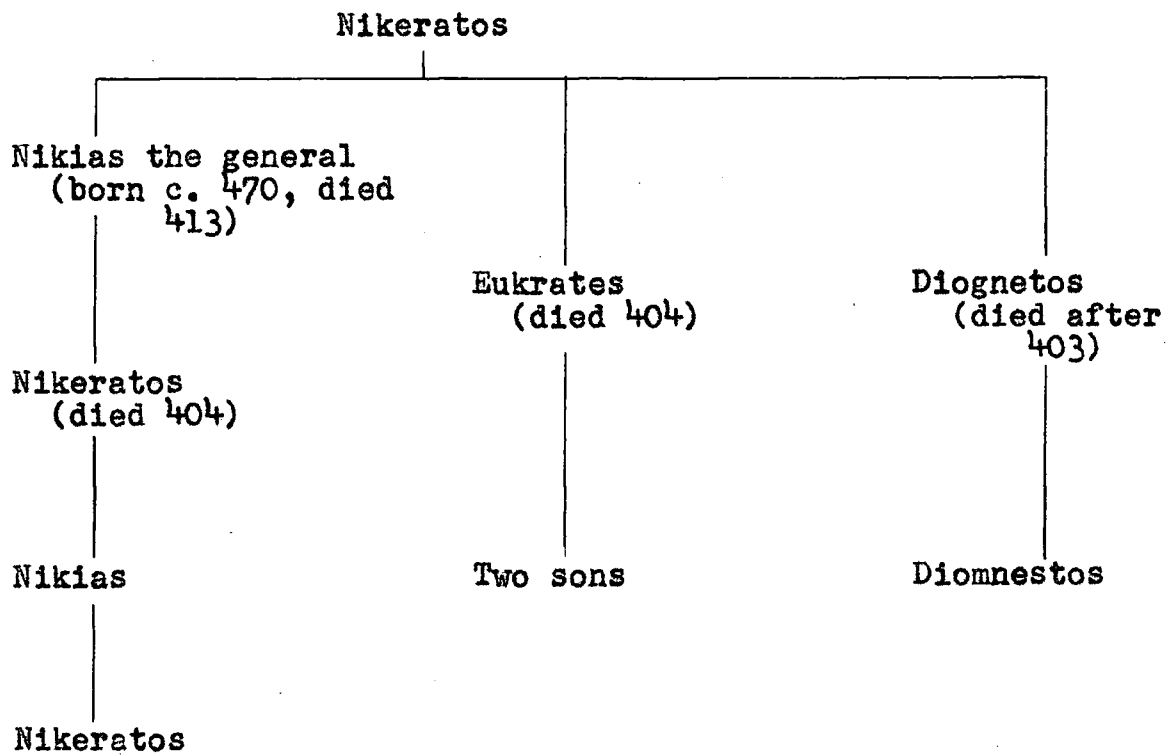 Nikeratos
Nikias the general
(born c. 470, died
413)
Eukrates
(died 404)
Diognetos
(died after
403)
Nikeratos
(died 404)
Nikias
Two sons
Diomnestos
Nikeratos